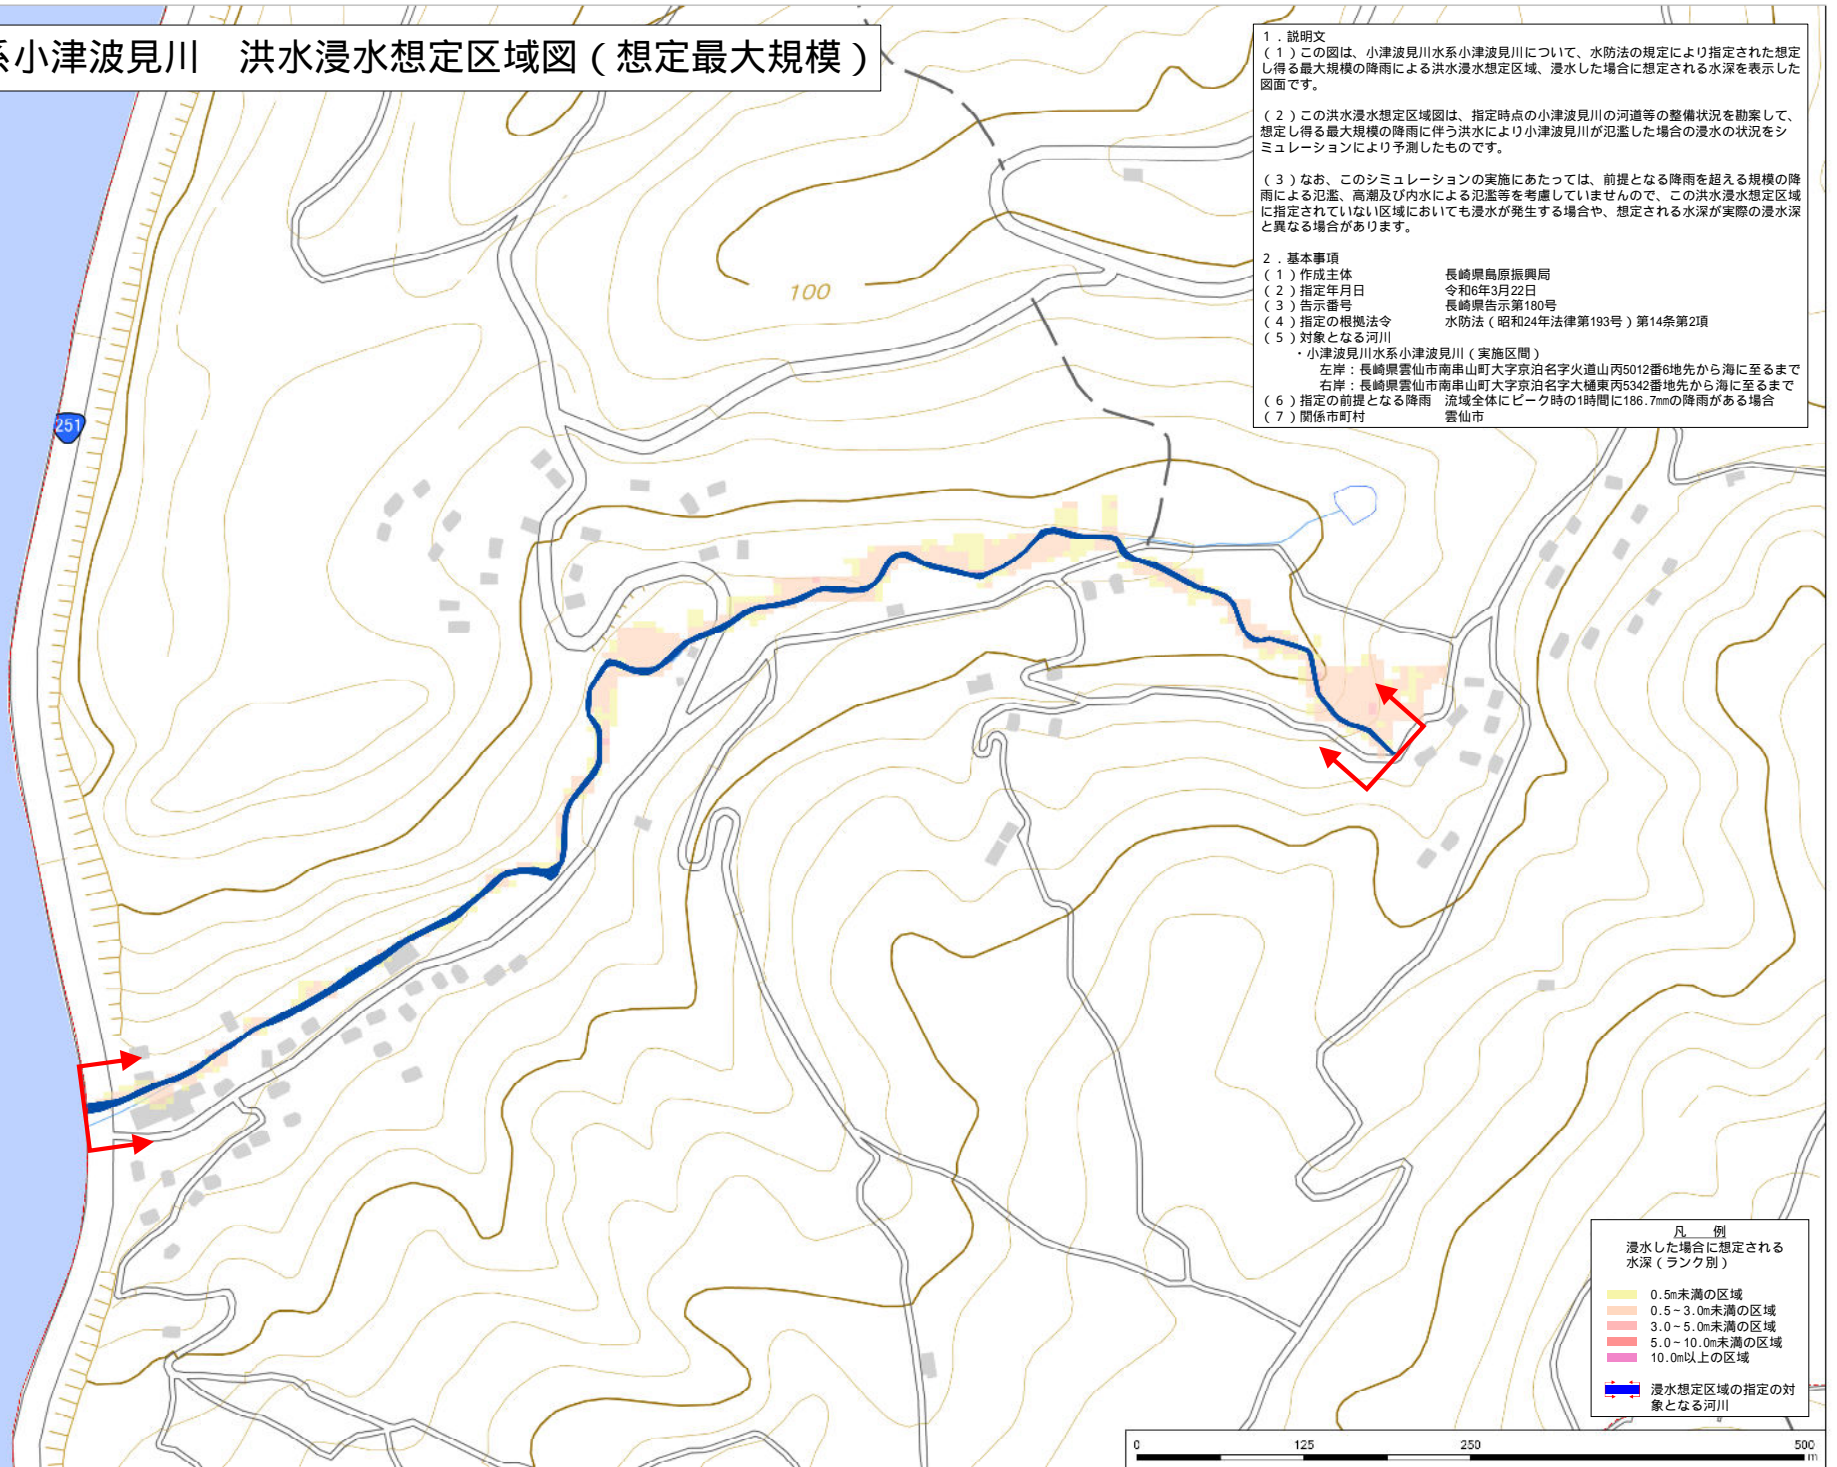 系小津波見川　洪水浸水想定区域図（想定最大規模）
１．説明文
（１）この図は、小津波見川水系小津波見川について、水防法の規定により指定された想定
し得る最大規模の降雨による洪水浸水想定区域、浸水した場合に想定される水深を表示した
図面です。
（２）この洪水浸水想定区域図は、指定時点の小津波見川の河道等の整備状況を勘案して、
想定し得る最大規模の降雨に伴う洪水により小津波見川が氾濫した場合の浸水の状況をシ
ミュレーションにより予測したものです。
（３）なお、このシミュレーションの実施にあたっては、前提となる降雨を超える規模の降
雨による氾濫、高潮及び内水による氾濫等を考慮していませんので、この洪水浸水想定区域
に指定されていない区域においても浸水が発生する場合や、想定される水深が実際の浸水深
と異なる場合があります。
２．基本事項
（１）作成主体　長崎県島原振興局
（２）指定年月日　令和6年3月22日
（３）告示番号　長崎県告示第180号
（４）指定の根拠法令　水防法（昭和24年法律第193号）第14条第2項
（５）対象となる河川
・小津波見川水系小津波見川（実施区間）
左岸：長崎県雲仙市南串山町大字京泊名字火道山丙5012番6地先から海に至るまで
右岸：長崎県雲仙市南串山町大字京泊名字大樋東丙5342番地先から海に至るまで
（６）指定の前提となる降雨　流域全体にピーク時の1時間に186.7㎜の降雨がある場合
（７）関係市町村　雲仙市
100
251
凡　例
浸水した場合に想定される
水深（ランク別）
0.5m未満の区域
0.5~3.0m未満の区域
3.0~5.0m未満の区域
5.0~10.0m未満の区域
10.0m以上の区域
浸水想定区域の指定の対
象となる河川
0 125 250 500
m